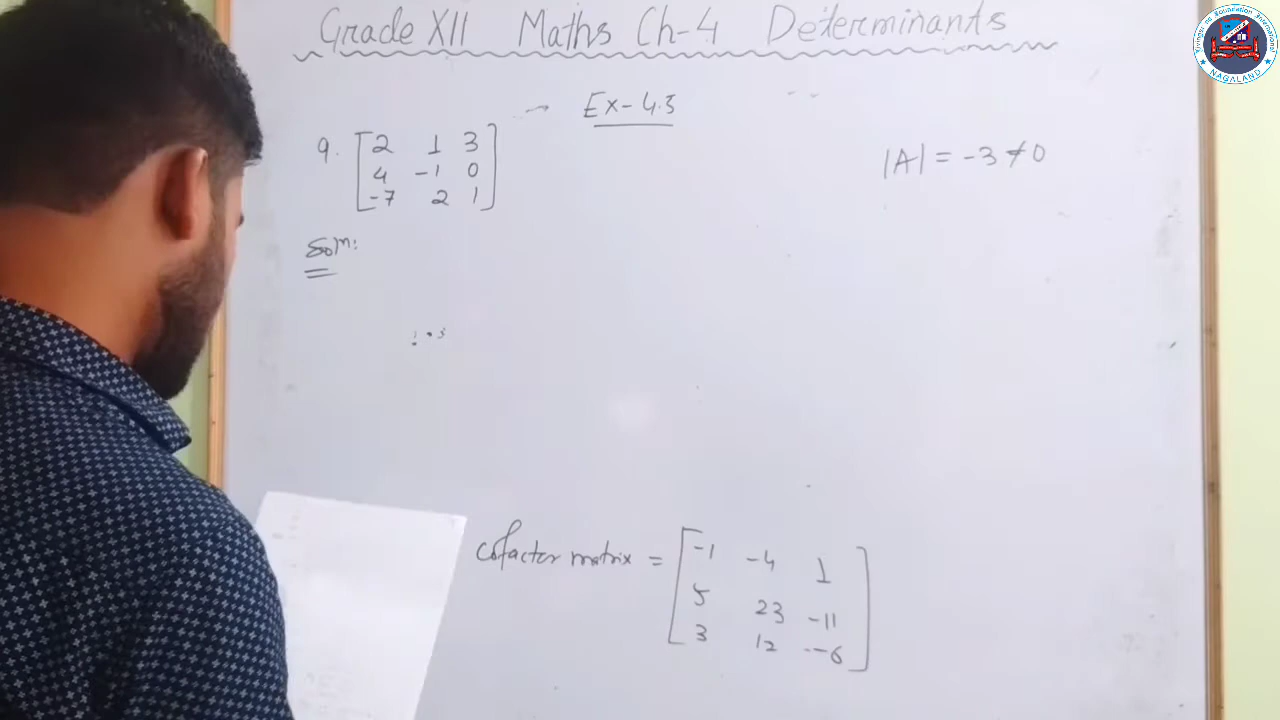 Grade XII Maths Ch-4 Determinants
Ex-4.5
9. [2 1 3
4 -1 0
-7 2 1]
|A| = -3 ≠ 0
Soln:
cofactor matrix = [-1 -4 1
5 23 -11
3 12 -6]
NAGALAND